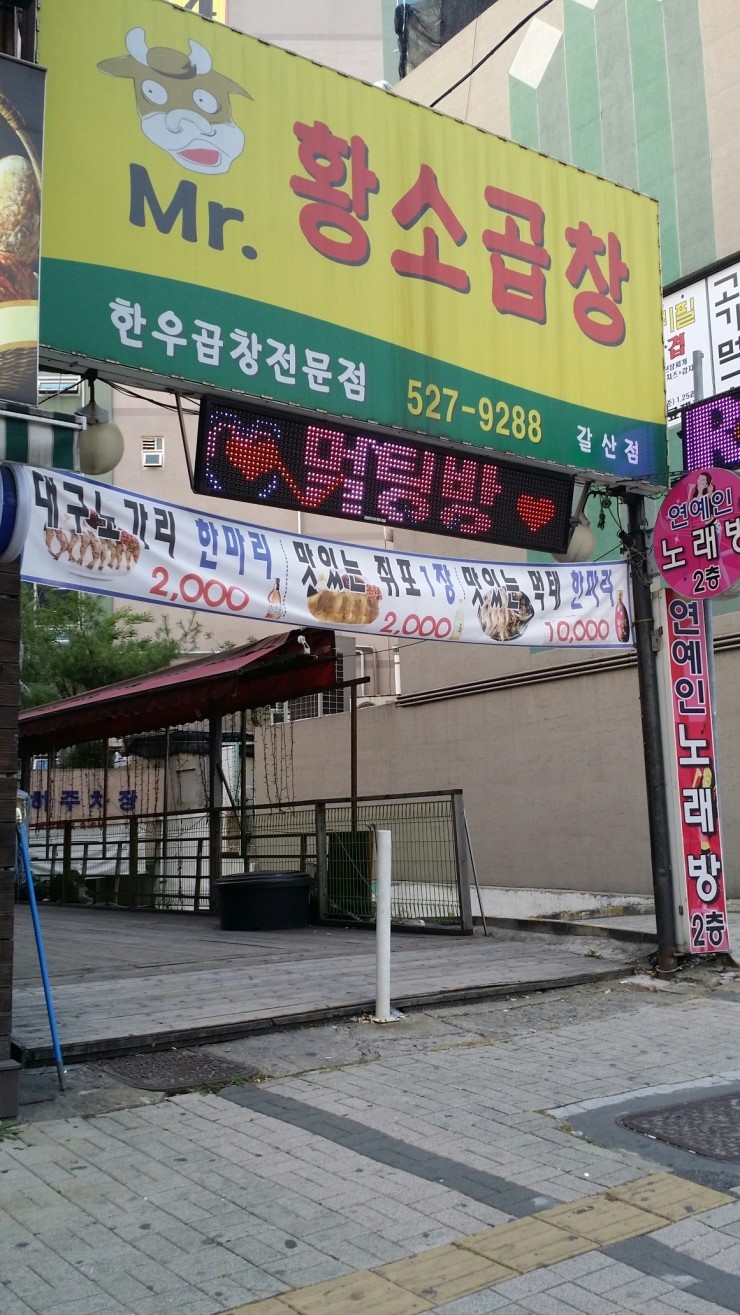 Mr. 황소곱창
한우곱창전문점
527-9288
갈산점
먹팅방
대구노가리 한마리
2,000
맛있는 쥐포 1장
2,000
맛있는 먹태 한마리
10,000
연예인
노래방
2층
연예인노래방
2층
하주차장